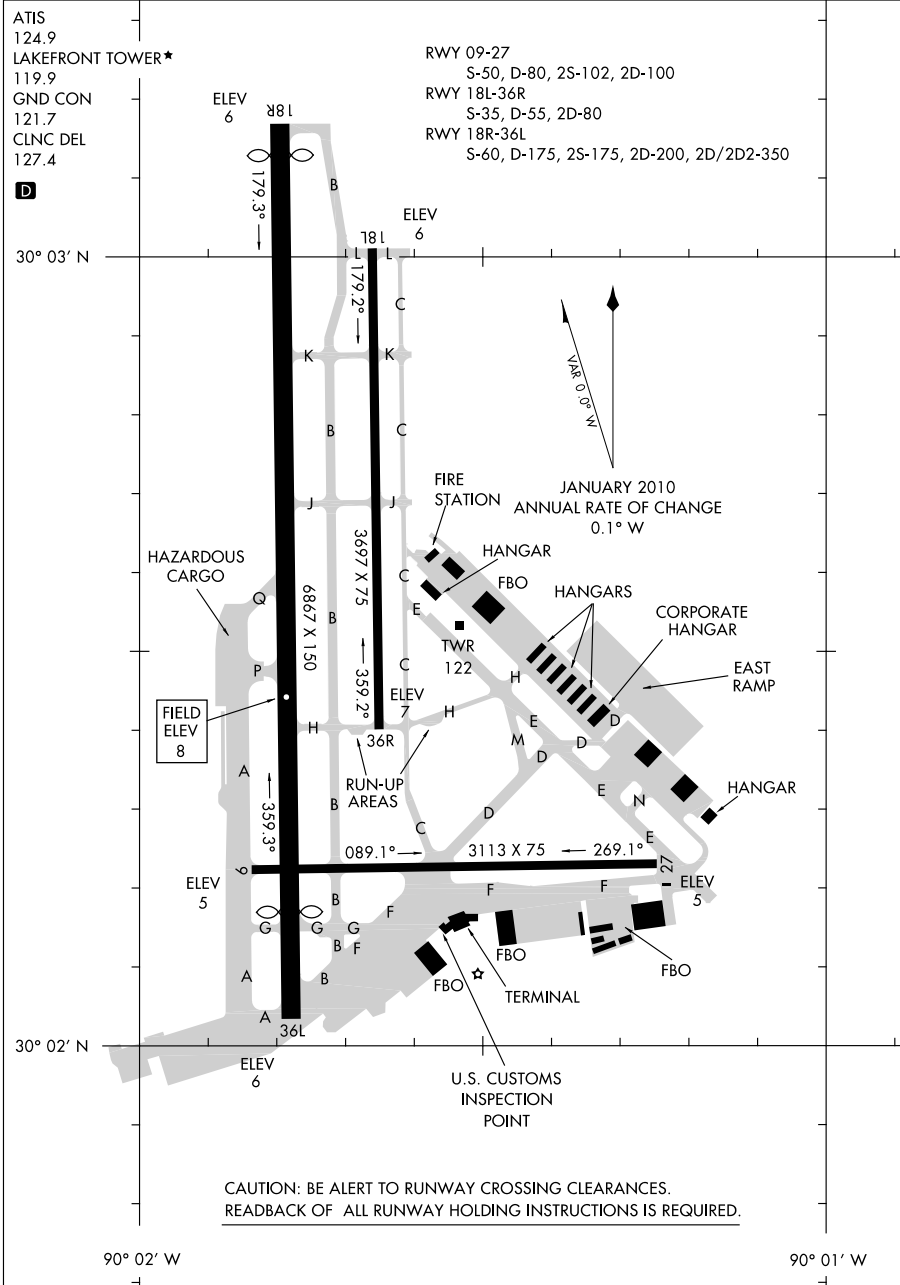 ATIS
124.9
LAKEFRONT TOWER★
119.9
GND CON
121.7
CLNC DEL
127.4
D
RWY 09-27
S-50, D-80, 2S-102, 2D-100
RWY 18L-36R
S-35, D-55, 2D-80
RWY 18R-36L
S-60, D-175, 2S-175, 2D-200, 2D/2D2-350
ELEV
6
18R
B
179.3°
ELEV
6
18L
30° 03' N
L
L
179.2°
C
K
K
VAR 0.0° W
B
C
JANUARY 2010
ANNUAL RATE OF CHANGE
0.1° W
FIRE
STATION
J
J
HANGAR
HAZARDOUS
CARGO
3697 X 75
FBO
C
HANGARS
Q
6867 X 150
B
E
CORPORATE
HANGAR
TWR
122
P
359.2°
C
H
EAST
RAMP
ELEV
7
FIELD
ELEV
8
H
36R
H
E
D
M
D
D
A
RUN-UP
AREAS
359.3°
B
E
N
HANGAR
D
C
E
089.1°
3113 X 75
269.1°
9
27
ELEV
5
F
F
ELEV
5
B
F
G
G
G
B
F
FBO
A
B
FBO
FBO
TERMINAL
A
36L
30° 02' N
ELEV
6
U.S. CUSTOMS
INSPECTION
POINT
CAUTION: BE ALERT TO RUNWAY CROSSING CLEARANCES.
READBACK OF ALL RUNWAY HOLDING INSTRUCTIONS IS REQUIRED.
90° 02' W
90° 01' W